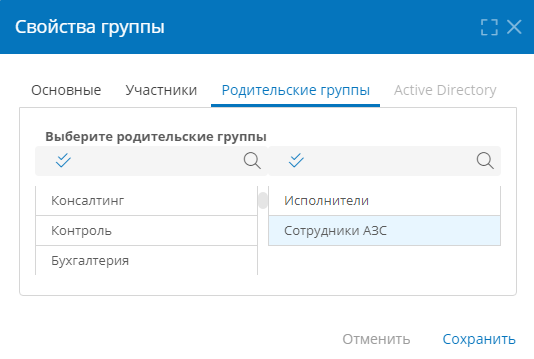 Свойства группы
Основные Участники Родительские группы Active Directory
Выберите родительские группы
Консалтинг Исполнители
Контроль Сотрудники АЗС
Бухгалтерия
Отменить Сохранить